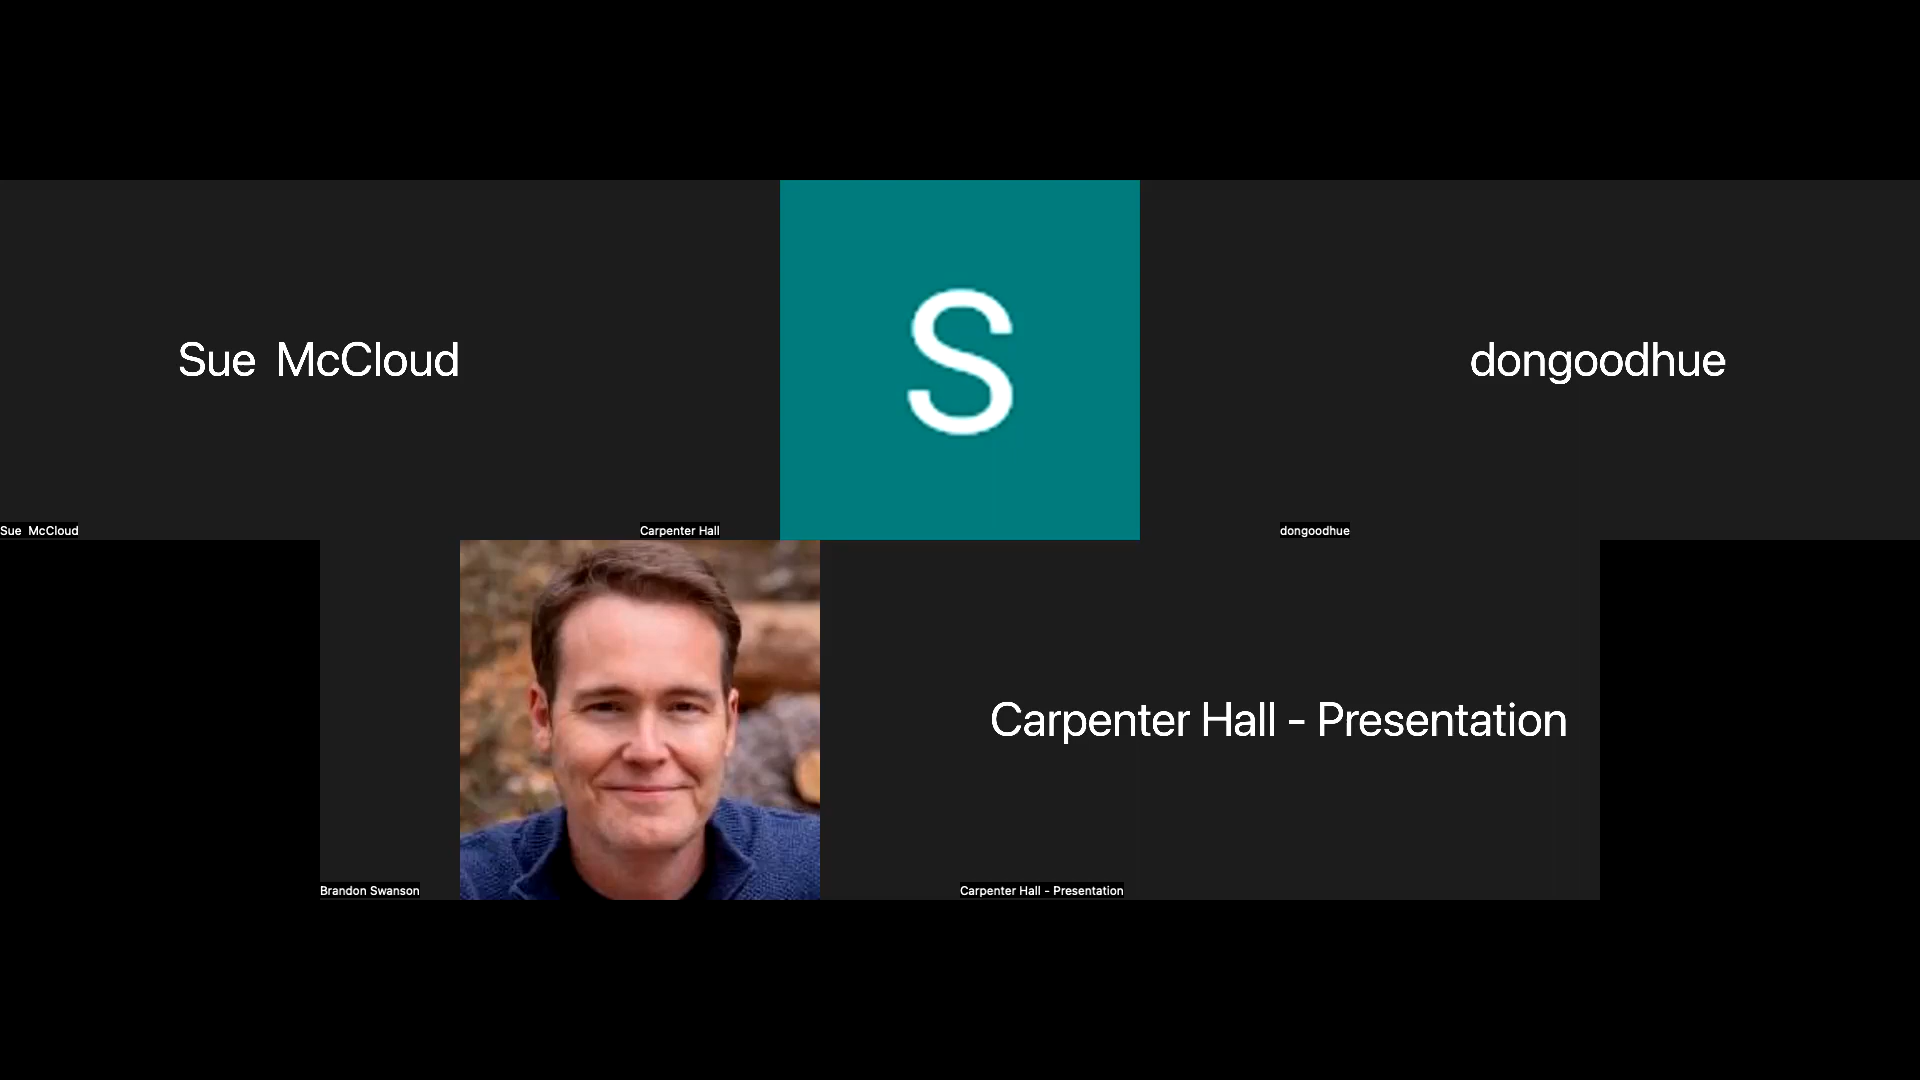 Sue  McCloud
S
dongoodhue
Sue  McCloud
Carpenter Hall
dongoodhue
Carpenter Hall - Presentation
Brandon Swanson
Carpenter Hall - Presentation